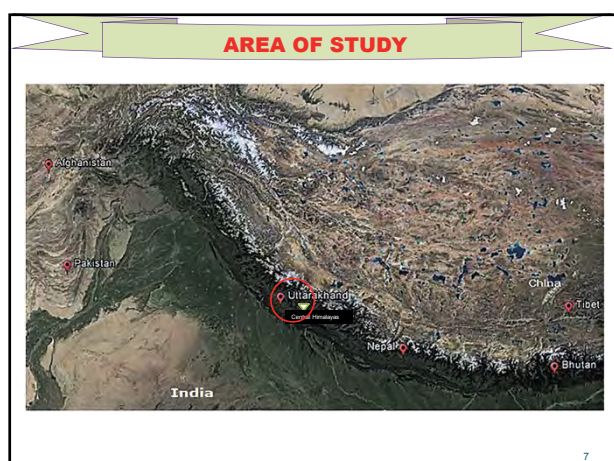 AREA OF STUDY
Afghanistan
Pakistan
China
Tibet
Uttarakhand
Central Himalayas
Nepal
Bhutan
India
7